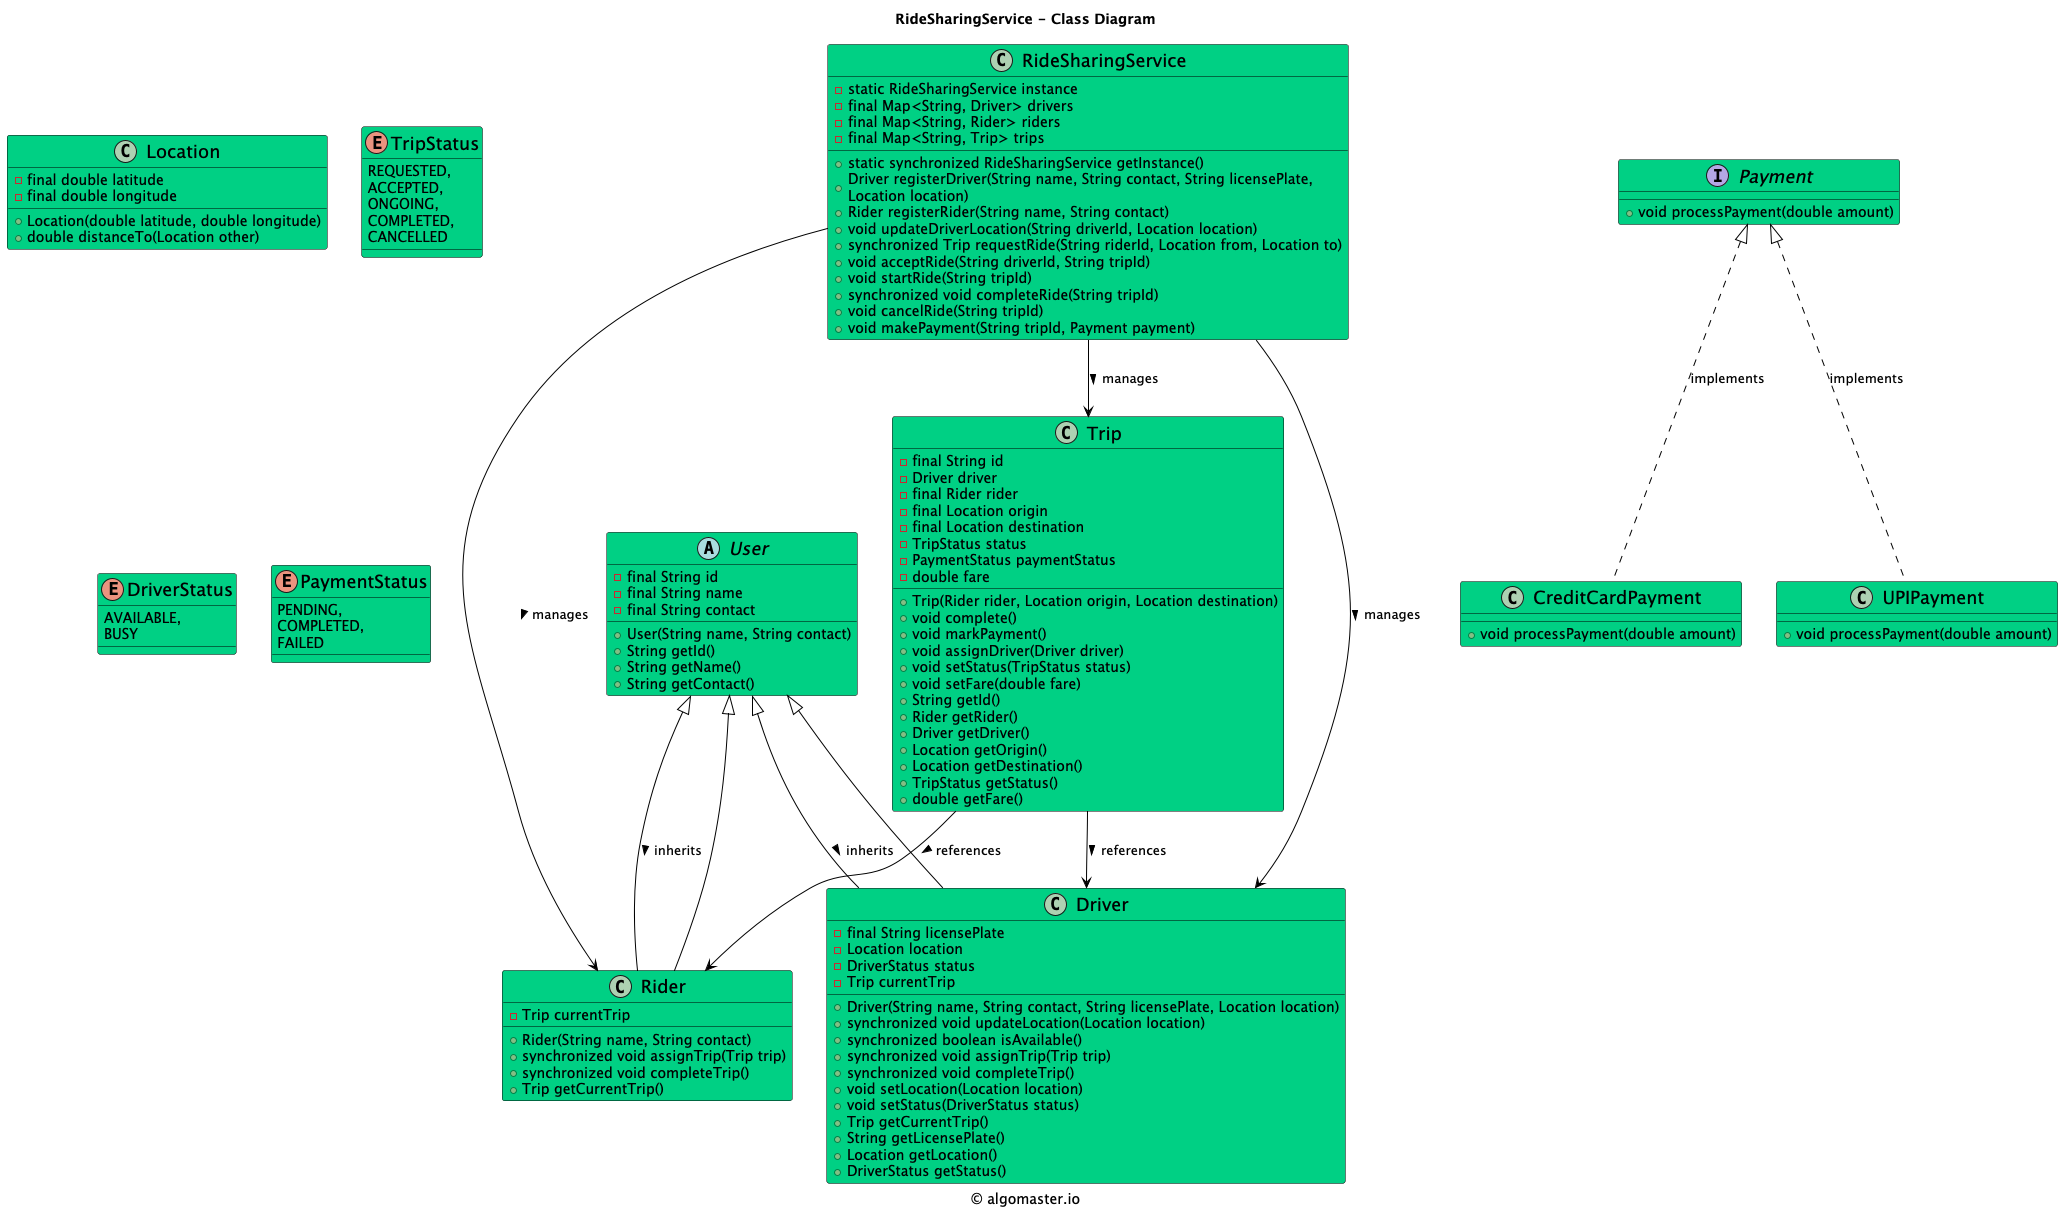 RideSharingService - Class Diagram
C RideSharingService
static RideSharingService instance
final Map<String, Driver> drivers
final Map<String, Rider> riders
final Map<String, Trip> trips
static synchronized RideSharingService getInstance()
Driver registerDriver(String name, String contact, String licensePlate,
Location location)
Rider registerRider(String name, String contact)
void updateDriverLocation(String driverId, Location location)
synchronized Trip requestRide(String riderId, Location from, Location to)
void acceptRide(String driverId, String tripId)
void startRide(String tripId)
synchronized void completeRide(String tripId)
void cancelRide(String tripId)
void makePayment(String tripId, Payment payment)
C Location
final double latitude
final double longitude
Location(double latitude, double longitude)
double distanceTo(Location other)
E TripStatus
REQUESTED,
ACCEPTED,
ONGOING,
COMPLETED,
CANCELLED
I Payment
void processPayment(double amount)
manages
implements
implements
C Trip
final String id
Driver driver
final Rider rider
final Location origin
final Location destination
TripStatus status
PaymentStatus paymentStatus
double fare
Trip(Rider rider, Location origin, Location destination)
void complete()
void markPayment()
void assignDriver(Driver driver)
void setStatus(TripStatus status)
void setFare(double fare)
String getId()
Rider getRider()
Driver getDriver()
Location getOrigin()
Location getDestination()
TripStatus getStatus()
double getFare()
E DriverStatus
AVAILABLE,
BUSY
E PaymentStatus
PENDING,
COMPLETED,
FAILED
manages
A User
final String id
final String name
final String contact
User(String name, String contact)
String getId()
String getName()
String getContact()
manages
C CreditCardPayment
void processPayment(double amount)
C UPIPayment
void processPayment(double amount)
inherits
inherits
references
references
C Rider
Trip currentTrip
Rider(String name, String contact)
synchronized void assignTrip(Trip trip)
synchronized void completeTrip()
Trip getCurrentTrip()
C Driver
final String licensePlate
Location location
DriverStatus status
Trip currentTrip
Driver(String name, String contact, String licensePlate, Location location)
synchronized void updateLocation(Location location)
synchronized boolean isAvailable()
synchronized void assignTrip(Trip trip)
synchronized void completeTrip()
void setLocation(Location location)
void setStatus(DriverStatus status)
Trip getCurrentTrip()
String getLicensePlate()
Location getLocation()
DriverStatus getStatus()
© algomaster.io